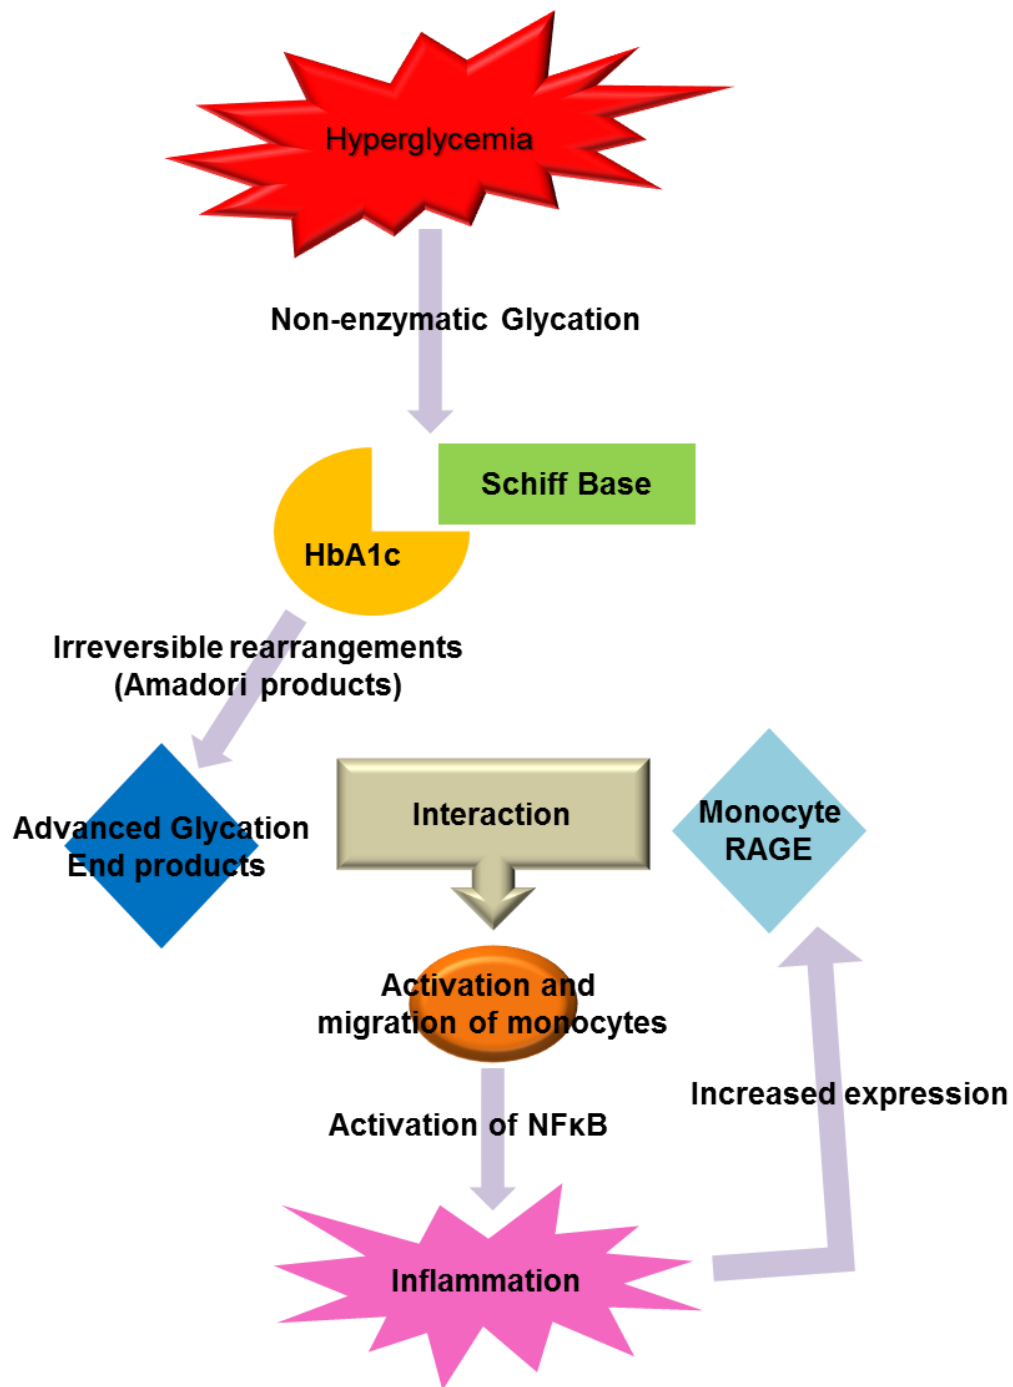 Hyperglycemia
Non-enzymatic Glycation
Schiff Base
HbA1c
Irreversible rearrangements
(Amadori products)
Advanced Glycation
End products
Interaction
Monocyte
RAGE
Activation and
migration of monocytes
Increased expression
Activation of NFκB
Inflammation